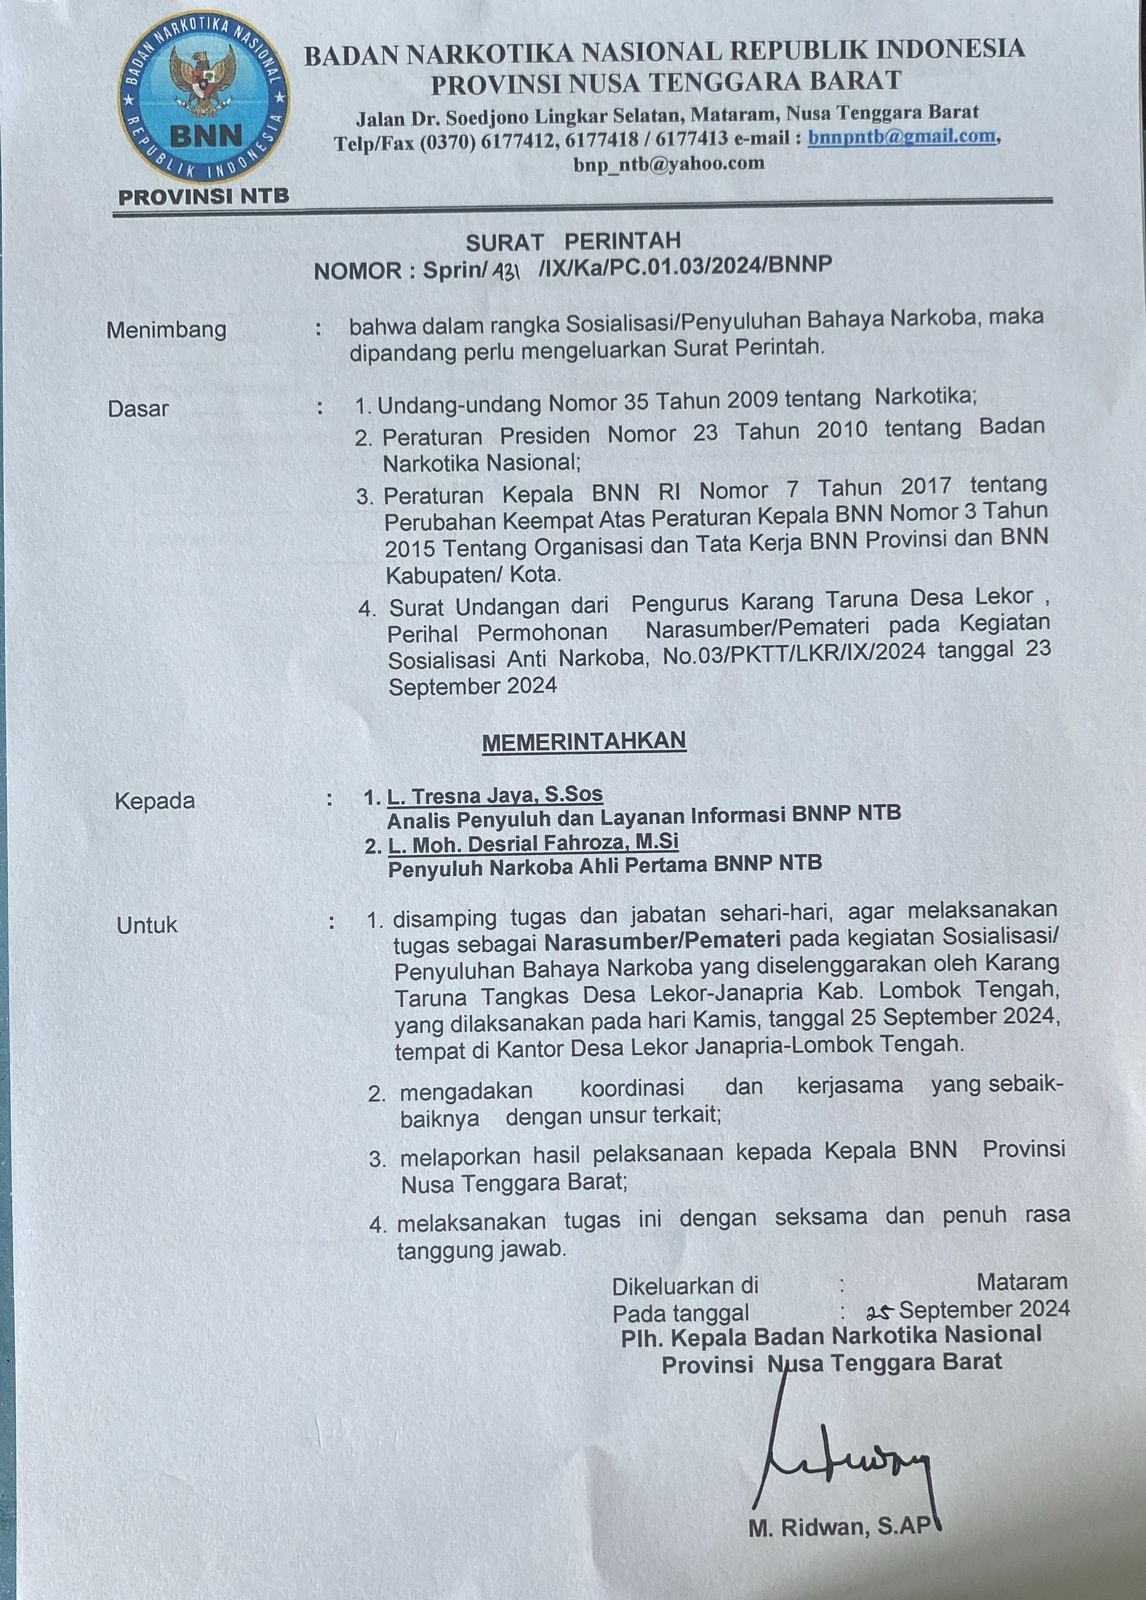 BADAN NARKOTIKA NASIONAL
REPUBLIK INDONESIA
BNN
PROVINSI NTB
BADAN NARKOTIKA NASIONAL REPUBLIK INDONESIA
PROVINSI NUSA TENGGARA BARAT
Jalan Dr. Soedjono Lingkar Selatan, Mataram, Nusa Tenggara Barat
Telp/Fax (0370) 6177412, 6177418 / 6177413 e-mail : bnnpntb@gmail.com,
bnp_ntb@yahoo.com
SURAT PERINTAH
NOMOR : Sprin/ A31 /IX/Ka/PC.01.03/2024/BNNP
Menimbang : bahwa dalam rangka Sosialisasi/Penyuluhan Bahaya Narkoba, maka
dipandang perlu mengeluarkan Surat Perintah.
Dasar : 1. Undang-undang Nomor 35 Tahun 2009 tentang Narkotika;
2. Peraturan Presiden Nomor 23 Tahun 2010 tentang Badan
Narkotika Nasional;
3. Peraturan Kepala BNN RI Nomor 7 Tahun 2017 tentang
Perubahan Keempat Atas Peraturan Kepala BNN Nomor 3 Tahun
2015 Tentang Organisasi dan Tata Kerja BNN Provinsi dan BNN
Kabupaten/ Kota.
4. Surat Undangan dari Pengurus Karang Taruna Desa Lekor ,
Perihal Permohonan Narasumber/Pemateri pada Kegiatan
Sosialisasi Anti Narkoba, No.03/PKTT/LKR/IX/2024 tanggal 23
September 2024
MEMERINTAHKAN
Kepada : 1. L. Tresna Jaya, S.Sos
Analis Penyuluh dan Layanan Informasi BNNP NTB
2. L. Moh. Desrial Fahroza, M.Si
Penyuluh Narkoba Ahli Pertama BNNP NTB
Untuk : 1. disamping tugas dan jabatan sehari-hari, agar melaksanakan
tugas sebagai Narasumber/Pemateri pada kegiatan Sosialisasi/
Penyuluhan Bahaya Narkoba yang diselenggarakan oleh Karang
Taruna Tangkas Desa Lekor-Janapria Kab. Lombok Tengah,
yang dilaksanakan pada hari Kamis, tanggal 25 September 2024,
tempat di Kantor Desa Lekor Janapria-Lombok Tengah.
2. mengadakan koordinasi dan kerjasama yang sebaik-
baiknya dengan unsur terkait;
3. melaporkan hasil pelaksanaan kepada Kepala BNN Provinsi
Nusa Tenggara Barat;
4. melaksanakan tugas ini dengan seksama dan penuh rasa
tanggung jawab.
Dikeluarkan di : Mataram
Pada tanggal : 25 September 2024
Plh. Kepala Badan Narkotika Nasional
Provinsi Nusa Tenggara Barat
M. Ridwan, S.AP